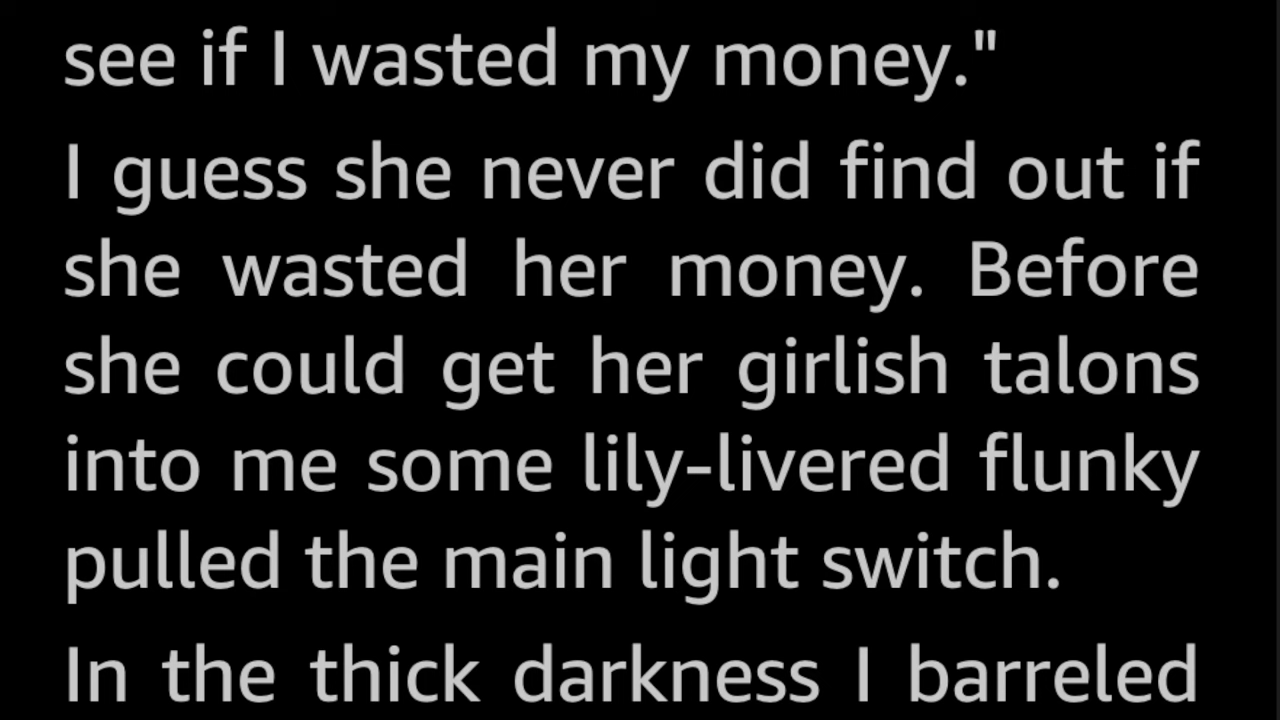 see if I wasted my money."
I guess she never did find out if
she wasted her money. Before
she could get her girlish talons
into me some lily-livered flunky
pulled the main light switch.
In the thick darkness I barreled